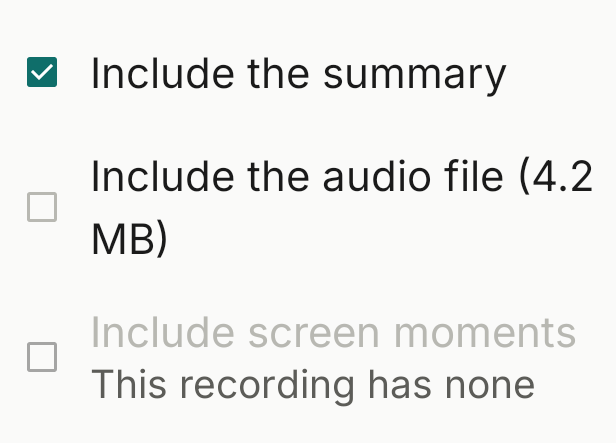 Include the summary
Include the audio file (4.2
MB)
Include screen moments
This recording has none